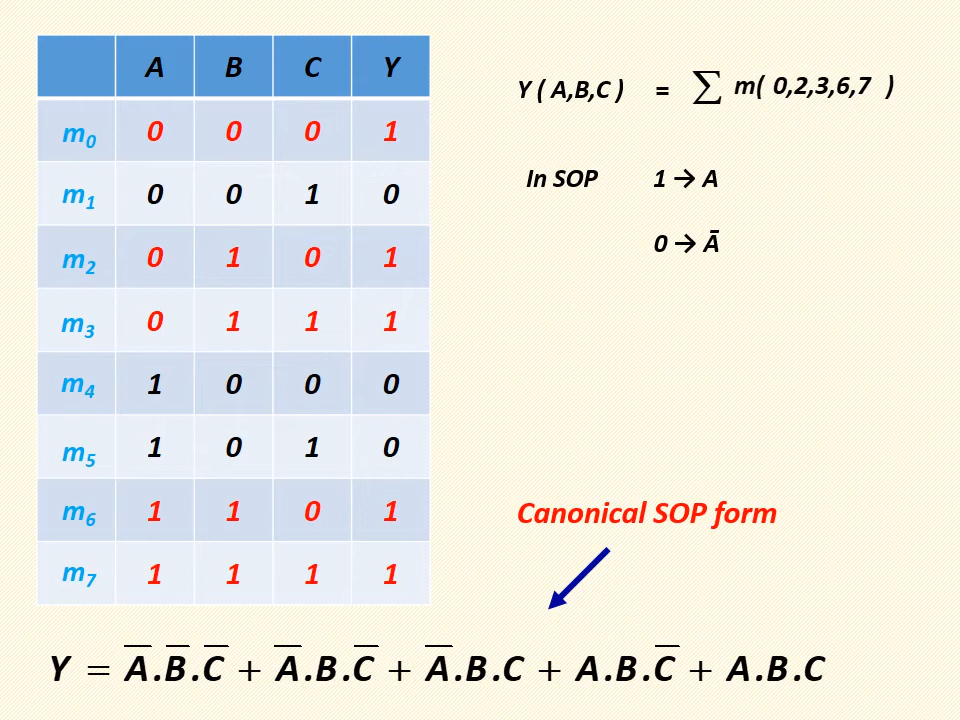 A B C Y
m0 0 0 0 1
m1 0 0 1 0
m2 0 1 0 1
m3 0 1 1 1
m4 1 0 0 0
m5 1 0 1 0
m6 1 1 0 1
m7 1 1 1 1
Y ( A,B,C ) = ∑ m( 0,2,3,6,7 )
In SOP 1 → A
0 → Ā
Canonical SOP form
Y = A̅.B̅.C̅ + A̅.B.C̅ + A̅.B.C + A.B.C̅ + A.B.C